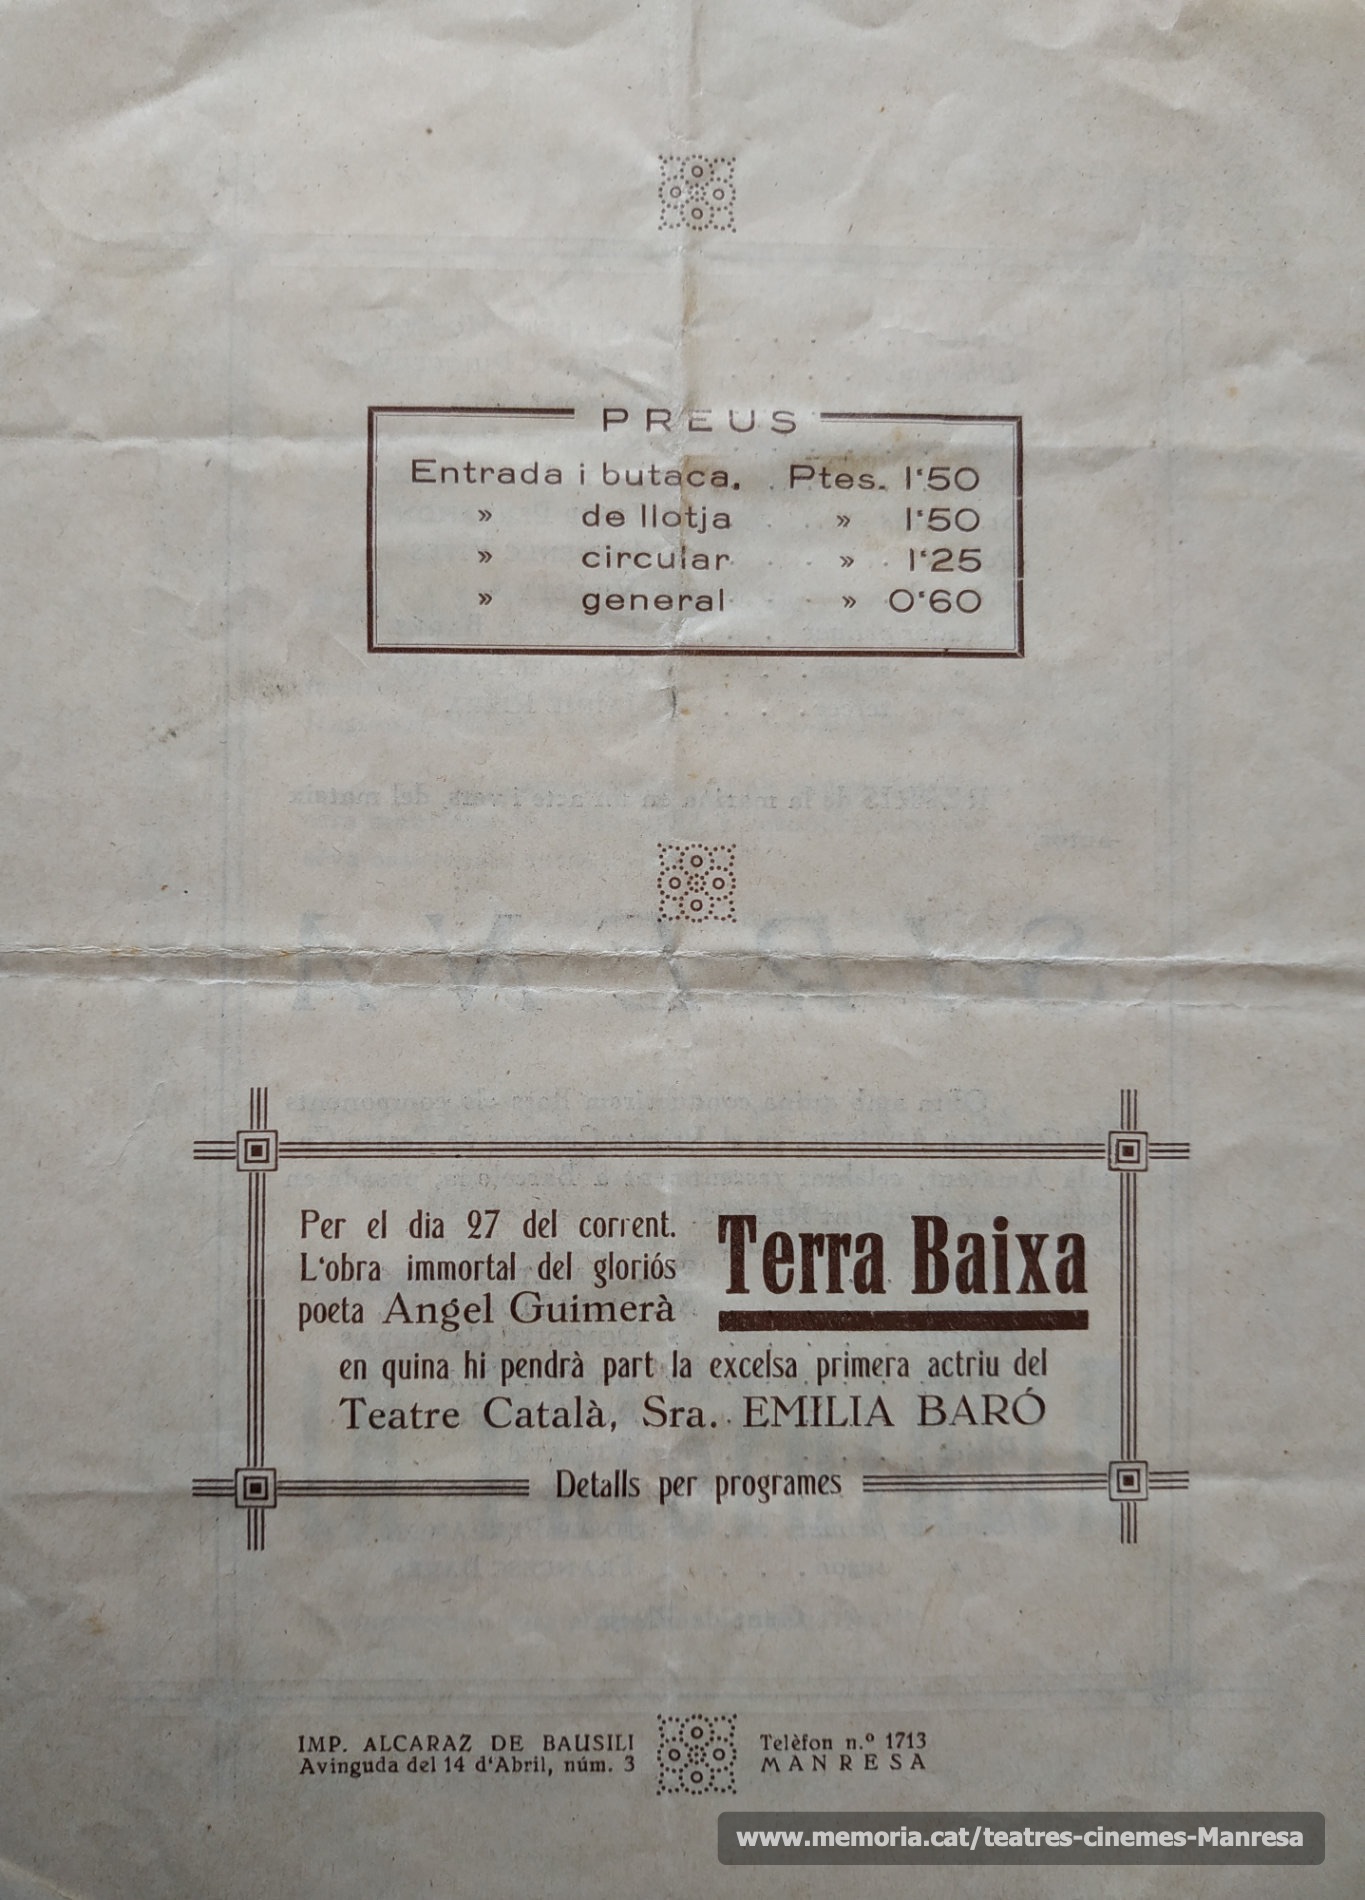 PREUS
Entrada i butaca. . Ptes. 1'50
» de llotja . » 1'50
» circular . . » . 1'25
» general . . » 0'60
Per el dia 27 del corrent.
L'obra immortal del gloriós
poeta Angel Guimerà
Terra Baixa
en quina hi pendrà part la excelsa primera actriu del
Teatre Català, Sra. EMILIA BARÓ
Detalls per programes
IMP. ALCARAZ DE BAUSILI
Avinguda del 14 d'Abril, núm. 3
Telèfon n.º 1713
MANRESA
www.memoria.cat/teatres-cinemes-Manresa